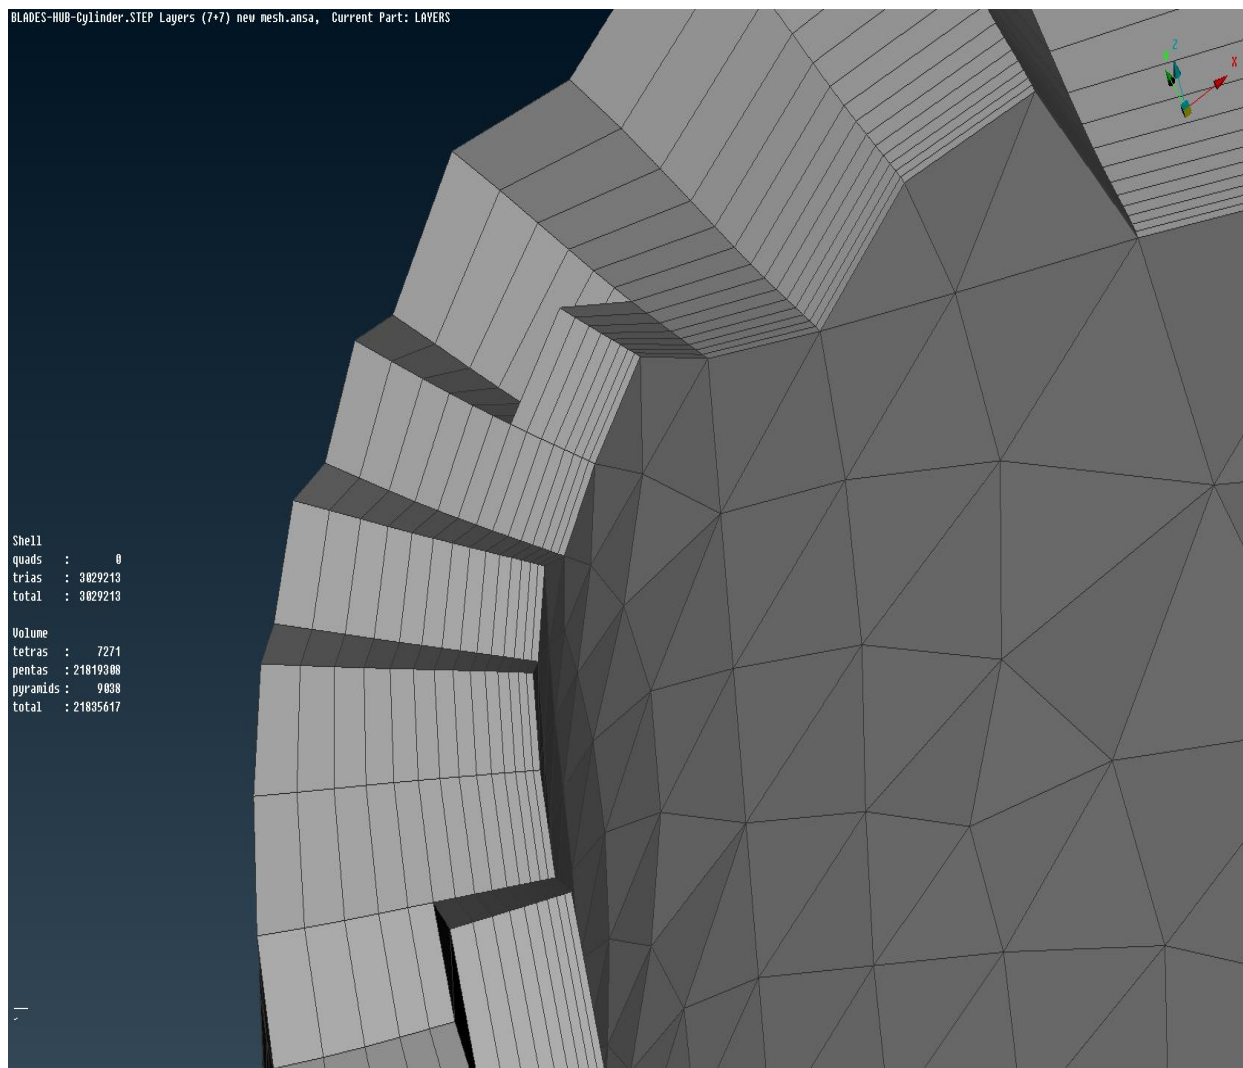 BLADES-HUB-Cylinder.STEP Layers (7+7) new mesh.ansa, Current Part: LAYERS
Z
X
Shell
quads : 0
trias : 3029213
total : 3029213
Volume
tetras : 7271
pentas : 21819308
pyramids : 9038
total : 21835617